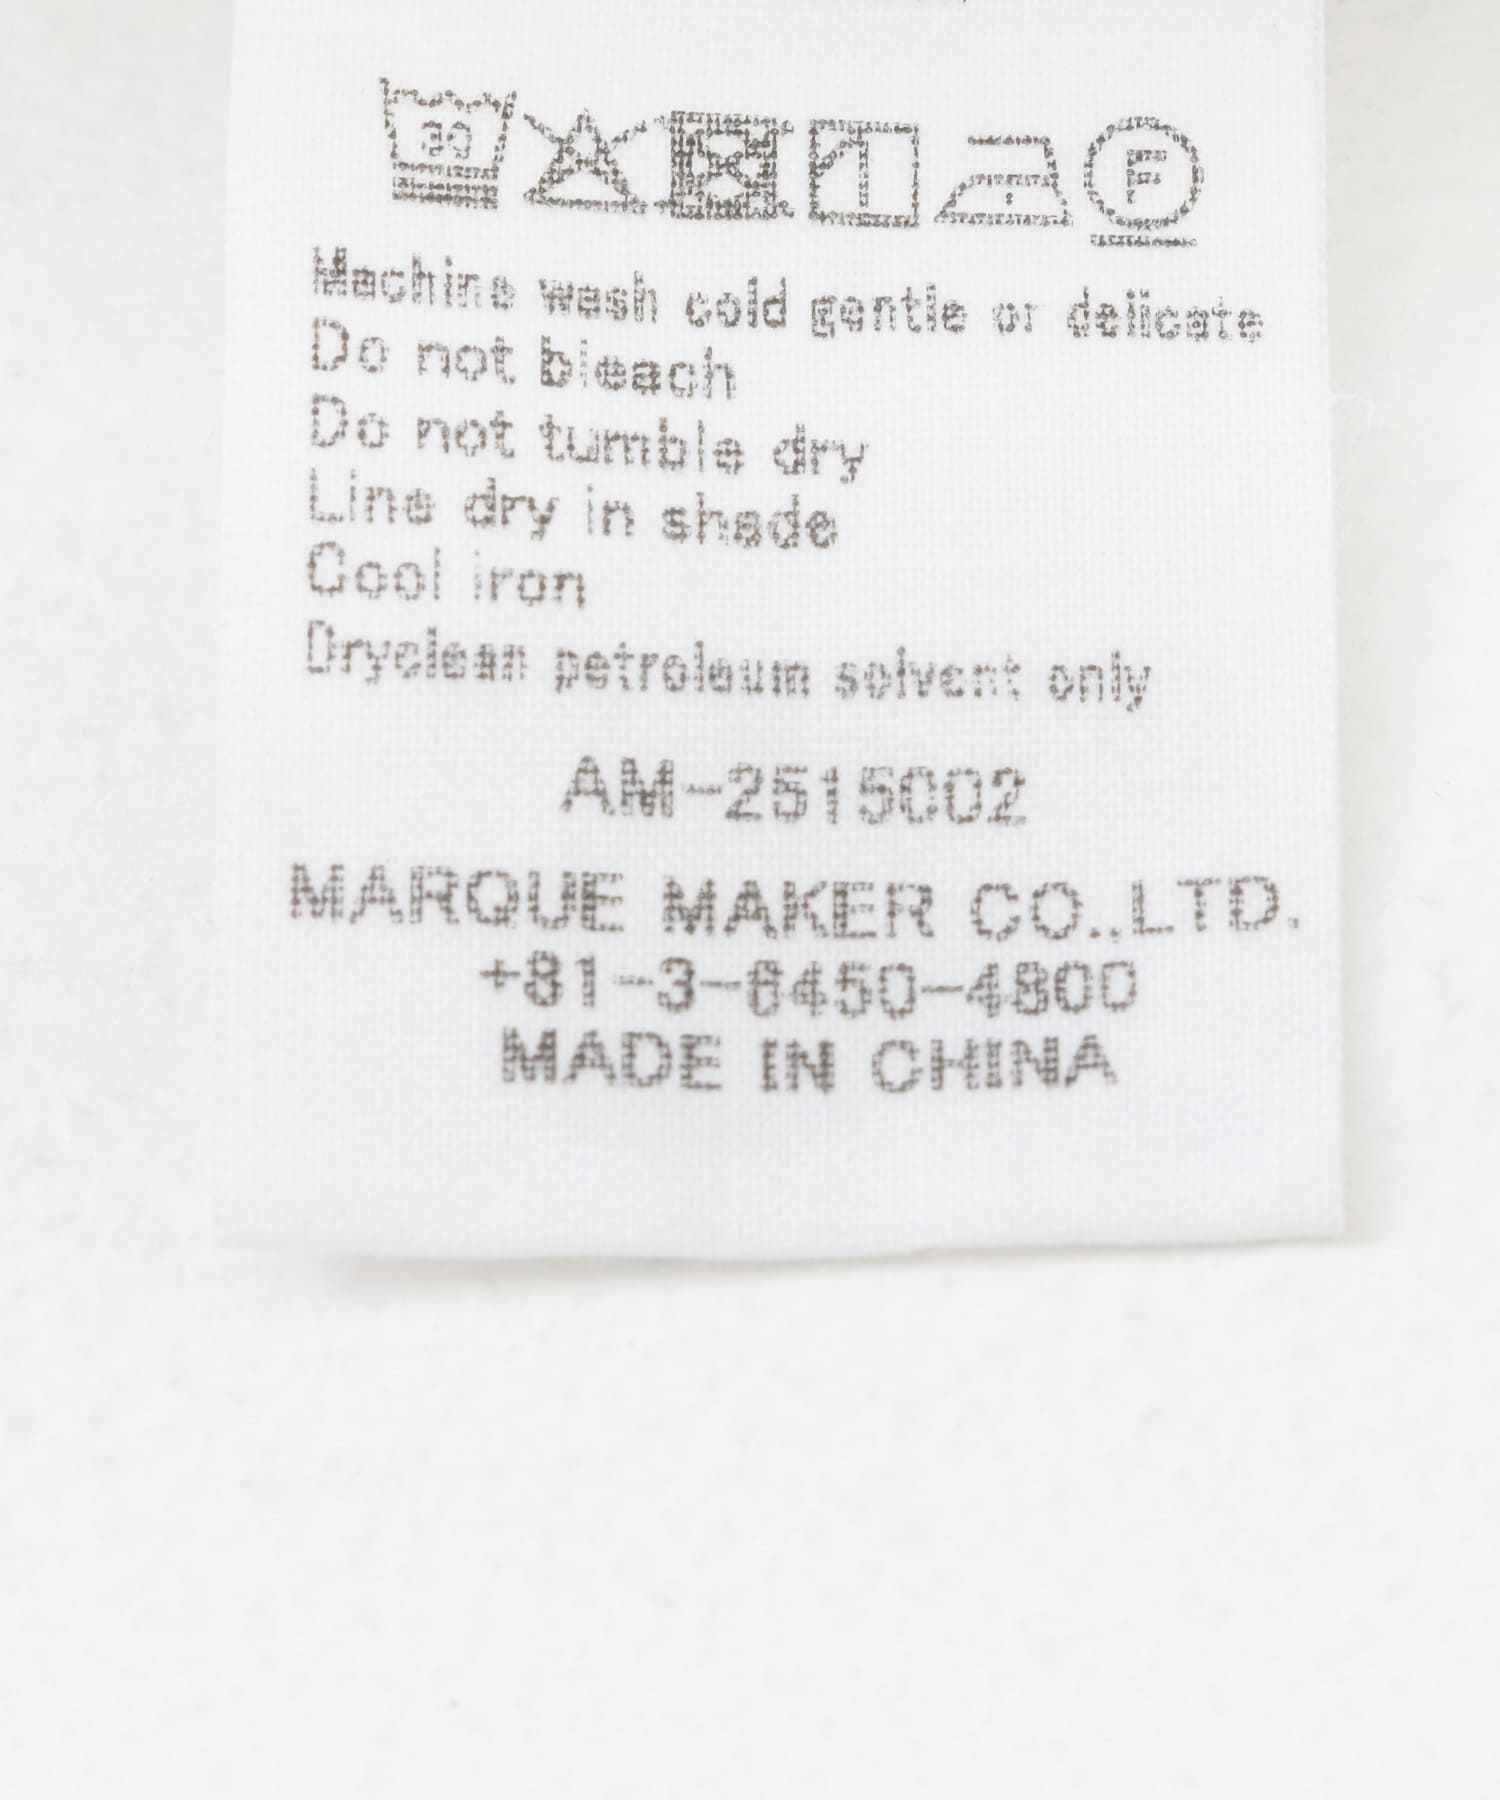 30 F
Machine wash cold gentle or delicate
Do not bleach
Do not tumble dry
Line dry in shade
Cool iron
Dryclean petroleum solvent only
AM-2515002
MARQUE MAKER CO.,LTD.
+81-3-6450-4800
MADE IN CHINA